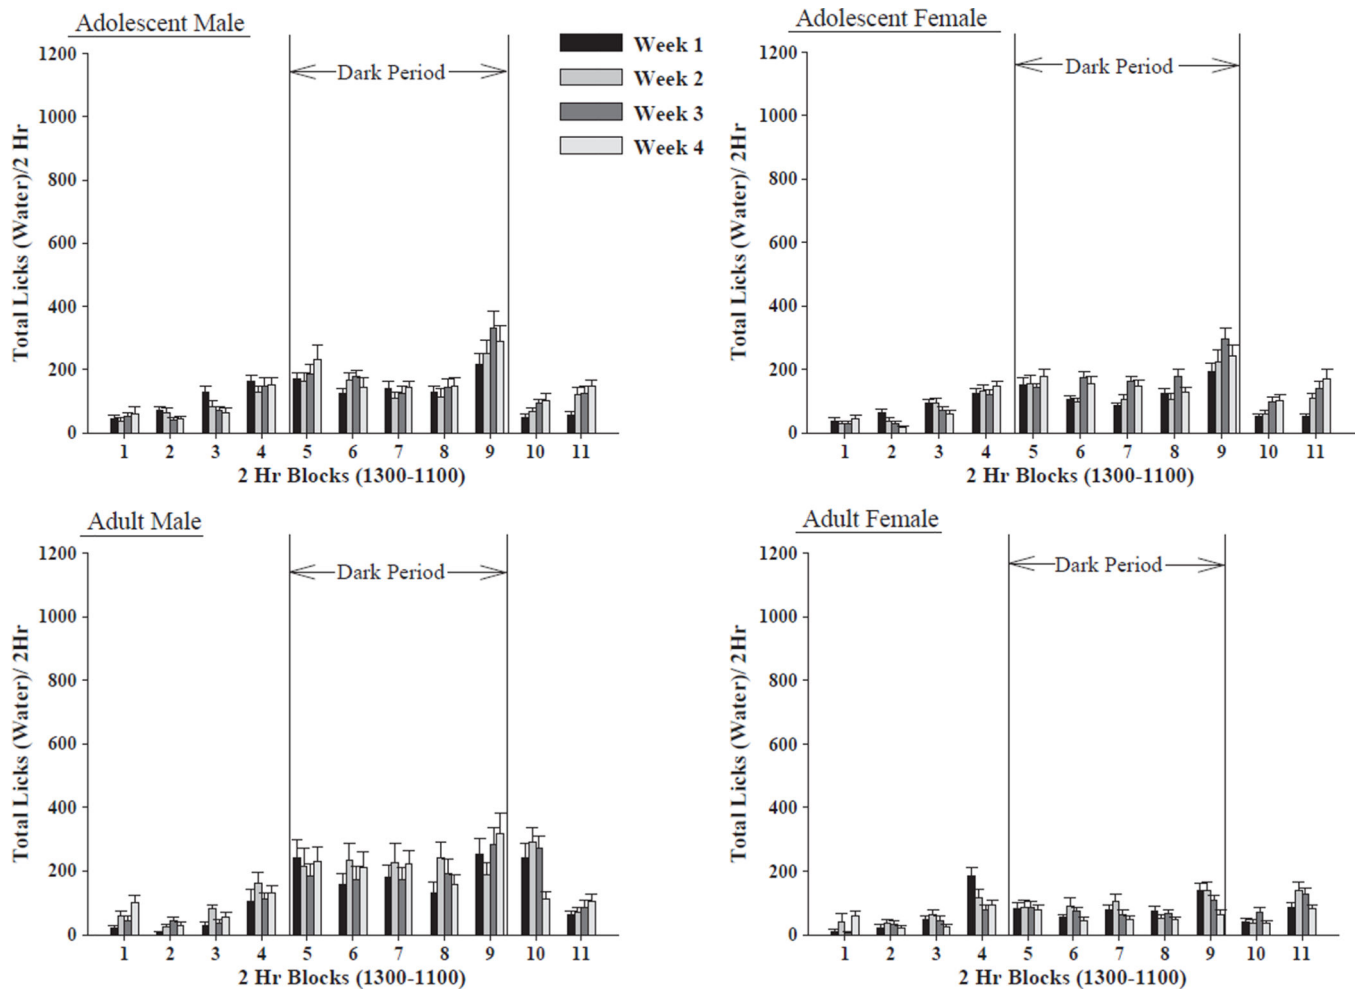 Adolescent Male
Total Licks (Water)/2 Hr
1200
1000
800
600
400
200
0
Dark Period
Week 1
Week 2
Week 3
Week 4
1 2 3 4 5 6 7 8 9 10 11
2 Hr Blocks (1300-1100)
Adolescent Female
Total Licks (Water)/ 2Hr
1200
1000
800
600
400
200
0
Dark Period
1 2 3 4 5 6 7 8 9 10 11
2 Hr Blocks (1300-1100)
Adult Male
Total Licks (Water)/ 2Hr
1200
1000
800
600
400
200
0
Dark Period
1 2 3 4 5 6 7 8 9 10 11
2 Hr Blocks (1300-1100)
Adult Female
Total Licks (Water)/ 2Hr
1200
1000
800
600
400
200
0
Dark Period
1 2 3 4 5 6 7 8 9 10 11
2 Hr Blocks (1300-1100)